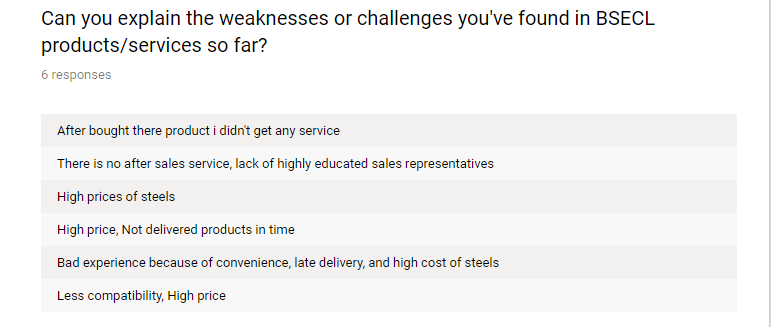 Can you explain the weaknesses or challenges you've found in BSECL
products/services so far?
6 responses
After bought there product i didn't get any service
There is no after sales service, lack of highly educated sales representatives
High prices of steels
High price, Not delivered products in time
Bad experience because of convenience, late delivery, and high cost of steels
Less compatibility, High price